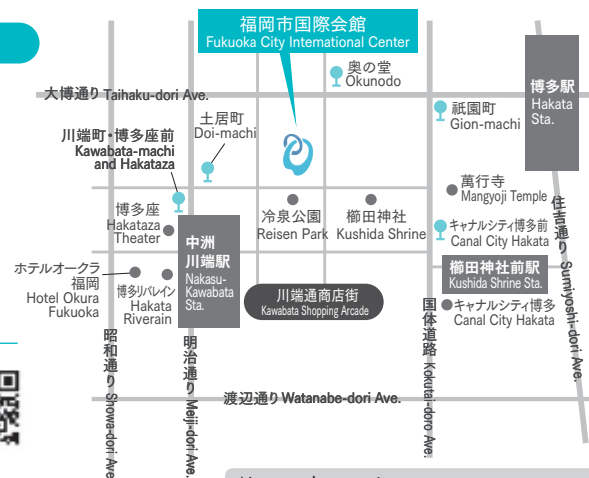 福岡市国際会館
Fukuoka City International Center
奥の堂
Okunodo
博多駅
Hakata
Sta.
大博通り Taihaku-dori Ave.
祇園町
Gion-machi
土居町
Doi-machi
川端町・博多座前
Kawabata-machi
and Hakataza
萬行寺
Mangyoji Temple
住吉通り Sumiyoshi-dori Ave.
博多座
Hakataza
Theater
冷泉公園
Reisen Park
櫛田神社
Kushida Shrine
キャナルシティ博多前
Canal City Hakata
中洲
川端駅
Nakasu-
Kawabata
Sta.
ホテルオークラ
福岡
Hotel Okura
Fukuoka
博多リバレイン
Hakata
Riverain
櫛田神社前駅
Kushida Shrine Sta.
川端通商店街
Kawabata Shopping Arcade
キャナルシティ博多
Canal City Hakata
国体道路 Kokutai-doro Ave.
昭和通り Showa-dori Ave.
明治通り Meiji-dori Ave.
渡辺通り Watanabe-dori Ave.